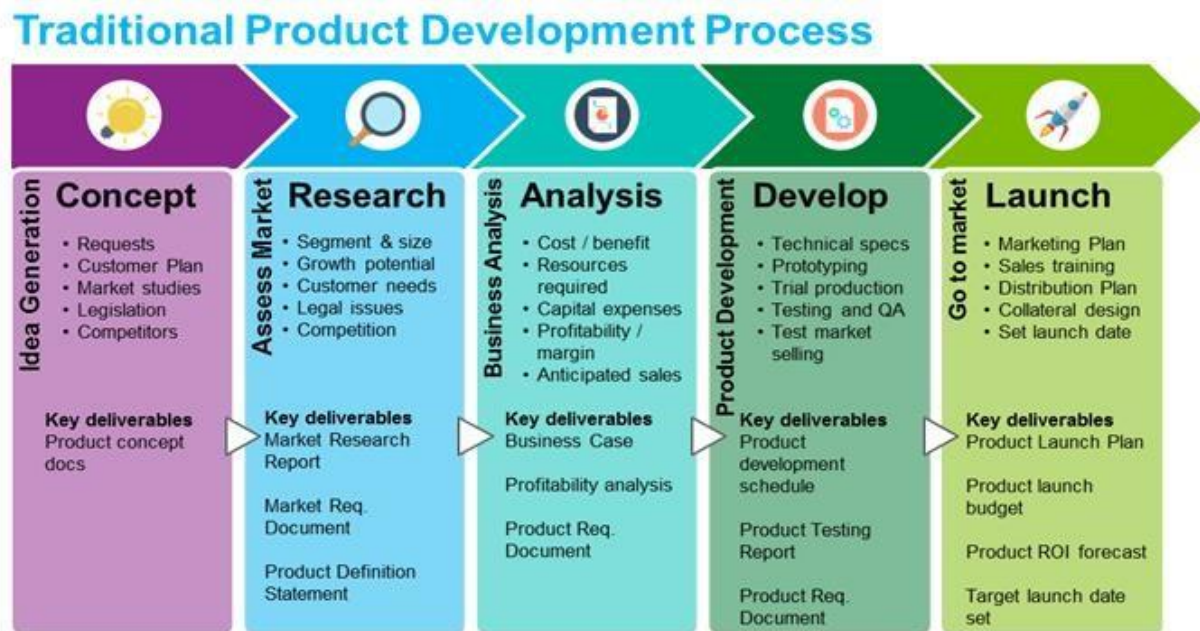 Traditional Product Development Process
Idea Generation
Concept
• Requests
• Customer Plan
• Market studies
• Legislation
• Competitors
Key deliverables
Product concept
docs
Assess Market
Research
• Segment & size
• Growth potential
• Customer needs
• Legal issues
• Competition
Key deliverables
Market Research
Report
Market Req.
Document
Product Definition
Statement
Business Analysis
Analysis
• Cost / benefit
• Resources
required
• Capital expenses
• Profitability /
margin
• Anticipated sales
Key deliverables
Business Case
Profitability analysis
Product Req.
Document
Product Development
Develop
• Technical specs
• Prototyping
• Trial production
• Testing and QA
• Test market
selling
Key deliverables
Product
development
schedule
Product Testing
Report
Product Req.
Document
Go to market
Launch
• Marketing Plan
• Sales training
• Distribution Plan
• Collateral design
• Set launch date
Key deliverables
Product Launch Plan
Product launch
budget
Product ROI forecast
Target launch date
set